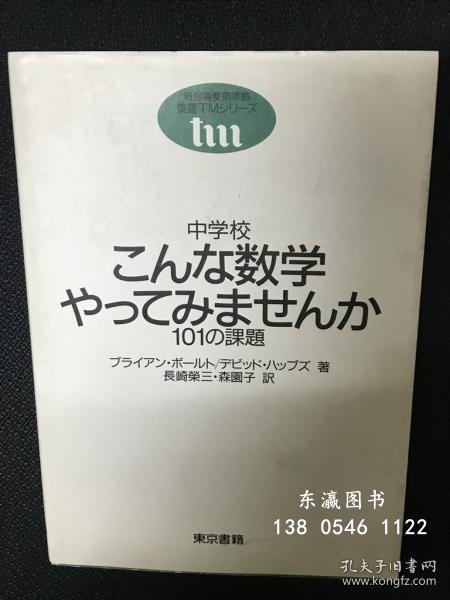 新指導要領準拠
東書TMシリーズ
tm
中学校
こんな数学
やってみませんか
101の課題
ブライアン・ボールト/デビッド・ハッブズ 著
長崎榮三・森園子 訳
东瀛图书
138 0546 1122
東京書籍
孔夫子旧书网
www.kongfz.com